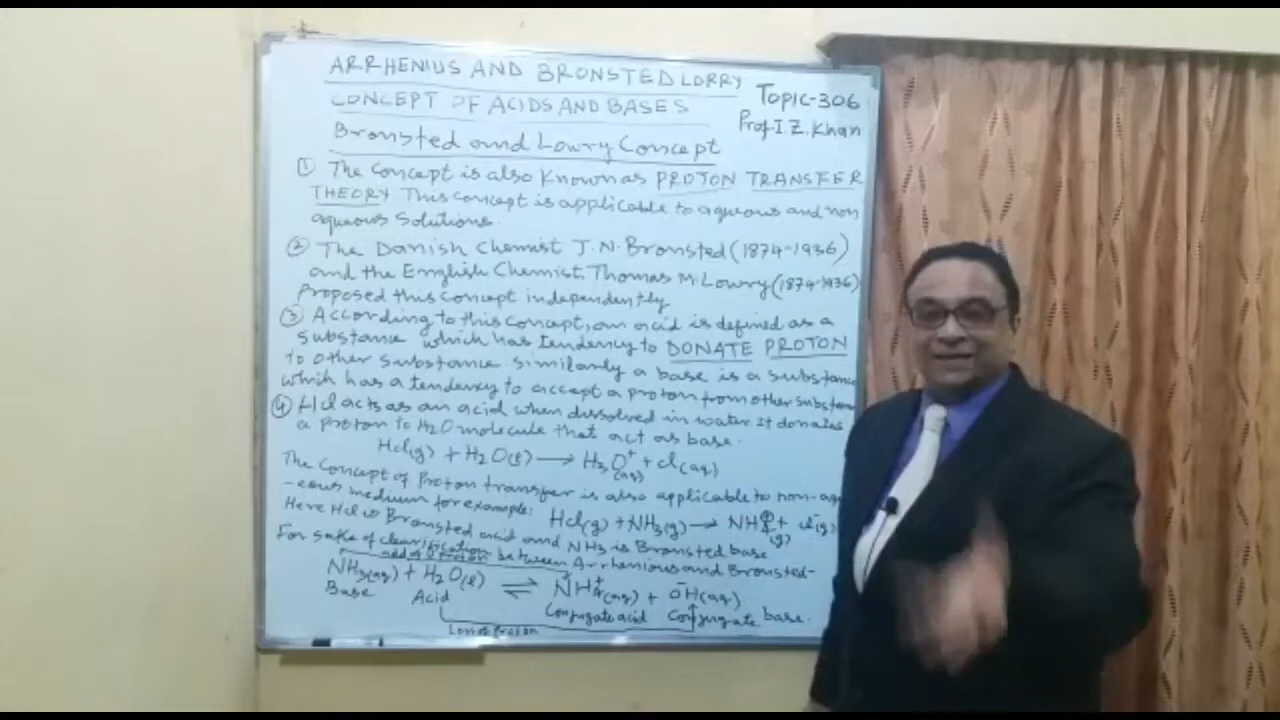 ARRHENIUS AND BRONSTED LORRY
CONCEPT OF ACIDS AND BASES
TOPIC-306
Prof. I. Z. Khan
Bronsted and Lowry Concept
① The Concept is also Known as PROTON TRANSFER
THEORY This concept is applicable to aqueous and non
aqueous Solutions.
② The Danish Chemist J. N. Bronsted (1874-1936)
and the English Chemist. Thomas M. Lowry (1874-1936)
Proposed this concept independently
③ According to this concept, an acid is defined as a
substance which has tendency to DONATE PROTON
to other substance similarly a base is a substance
which has a tendency to accept a proton from other substan
④ Hcl acts as an acid when dissolved in water It donates
a proton to H2O molecule that act as base.
Hcl(g) + H2O(l) → H3O+(aq) + cl-(aq)
The Concept of Proton transfer is also applicable to non-aqu
-eous medium for example: Hcl(g) + NH3(g) → NH4⊕(g) + cl-(g)
Here Hcl is Bronsted acid and NH3 is Bronsted base
For sake of between Arrhenious and Bronsted-
NH3(aq) + H2O(l) ⇌ NH4+(aq) + OH-(aq)
Base Acid Conjugate acid Conjungate base.
Loss of Proton